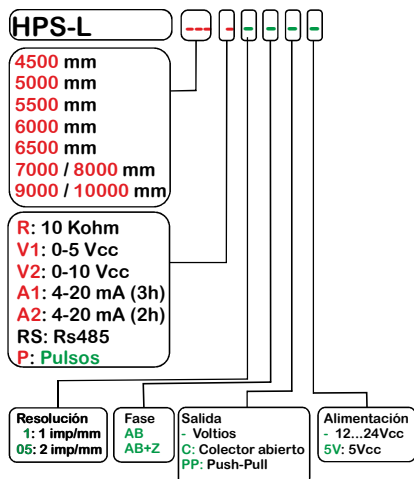 HPS-L --- - - - - -
4500 mm
5000 mm
5500 mm
6000 mm
6500 mm
7000 / 8000 mm
9000 / 10000 mm
R: 10 Kohm
V1: 0-5 Vcc
V2: 0-10 Vcc
A1: 4-20 mA (3h)
A2: 4-20 mA (2h)
RS: Rs485
P: Pulsos
Resolución
1: 1 imp/mm
05: 2 imp/mm
Fase
AB
AB+Z
Salida
- Voltios
C: Colector abierto
PP: Push-Pull
Alimentación
- 12...24Vcc
5V: 5Vcc